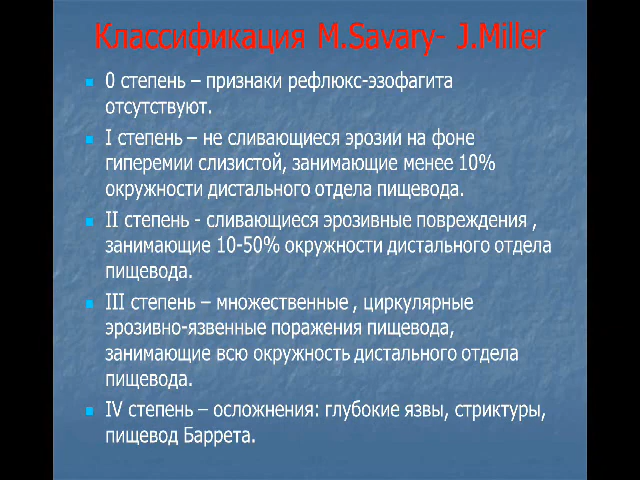 Классификация M.Savary- J.Miller
0 степень – признаки рефлюкс-эзофагита
отсутствуют.
I степень – не сливающиеся эрозии на фоне
гиперемии слизистой, занимающие менее 10%
окружности дистального отдела пищевода.
II степень - сливающиеся эрозивные повреждения ,
занимающие 10-50% окружности дистального отдела
пищевода.
III степень – множественные , циркулярные
эрозивно-язвенные поражения пищевода,
занимающие всю окружность дистального отдела
пищевода.
IV степень – осложнения: глубокие язвы, стриктуры,
пищевод Баррета.